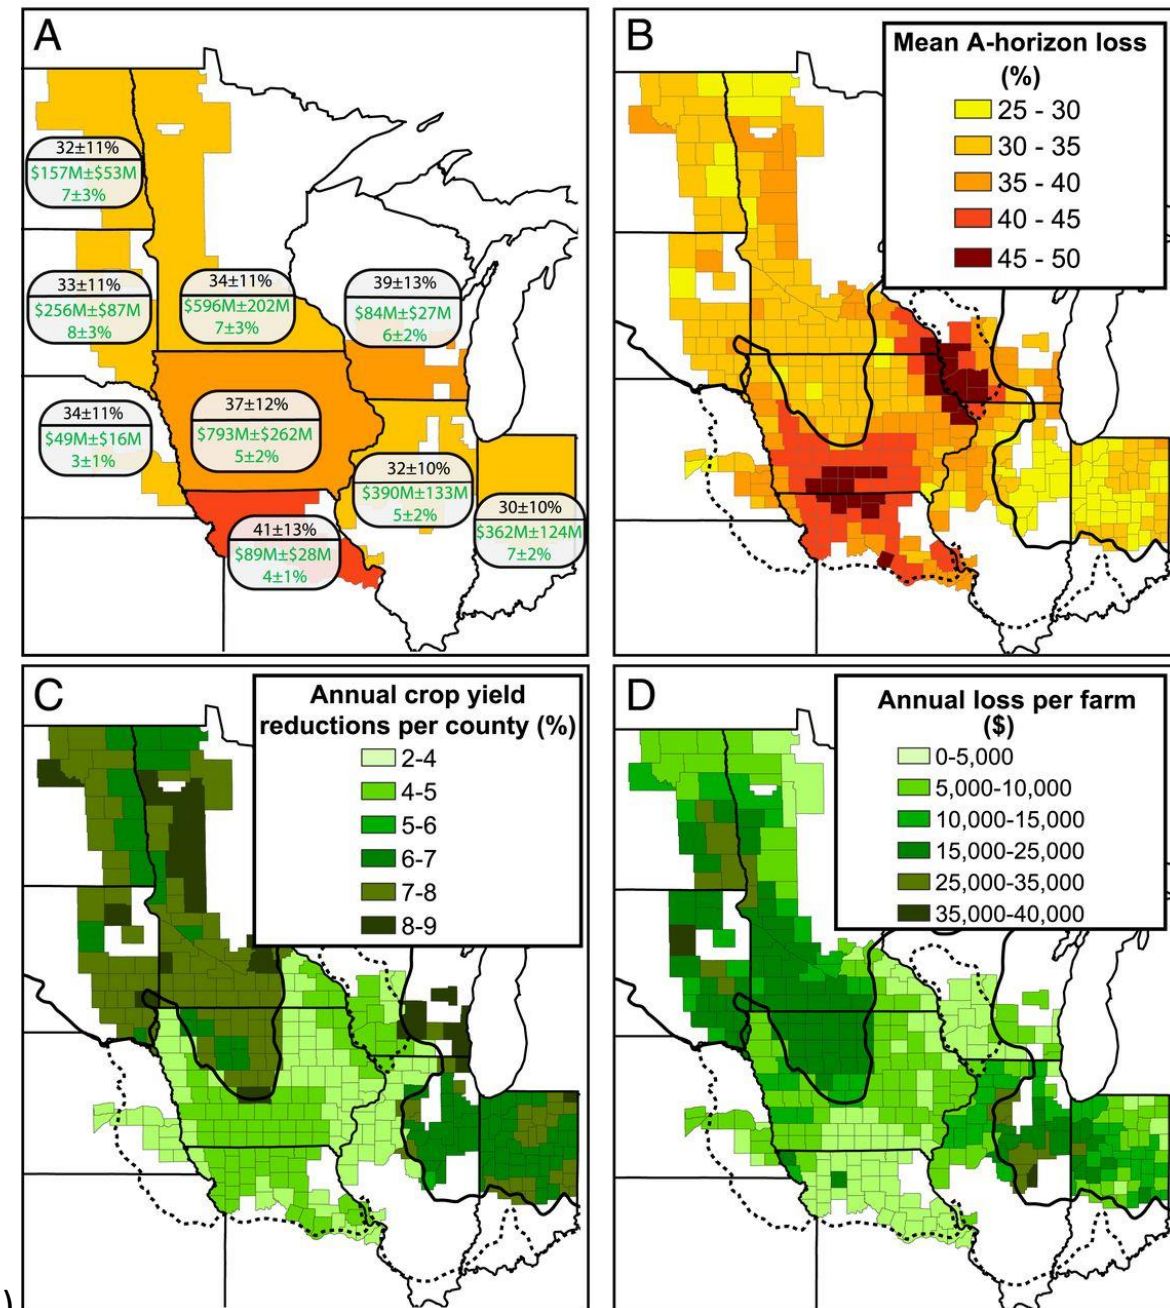 A
32±11%
$157M±$53M
7±3%
33±11%
$256M±$87M
8±3%
34±11%
$596M±202M
7±3%
39±13%
$84M±$27M
6±2%
34±11%
$49M±$16M
3±1%
37±12%
$793M±$262M
5±2%
32±10%
$390M±133M
5±2%
30±10%
$362M±124M
7±2%
41±13%
$89M±$28M
4±1%
B
Mean A-horizon loss
(%)
25 - 30
30 - 35
35 - 40
40 - 45
45 - 50
C
Annual crop yield
reductions per county (%)
2-4
4-5
5-6
6-7
7-8
8-9
D
Annual loss per farm
($)
0-5,000
5,000-10,000
10,000-15,000
15,000-25,000
25,000-35,000
35,000-40,000
)